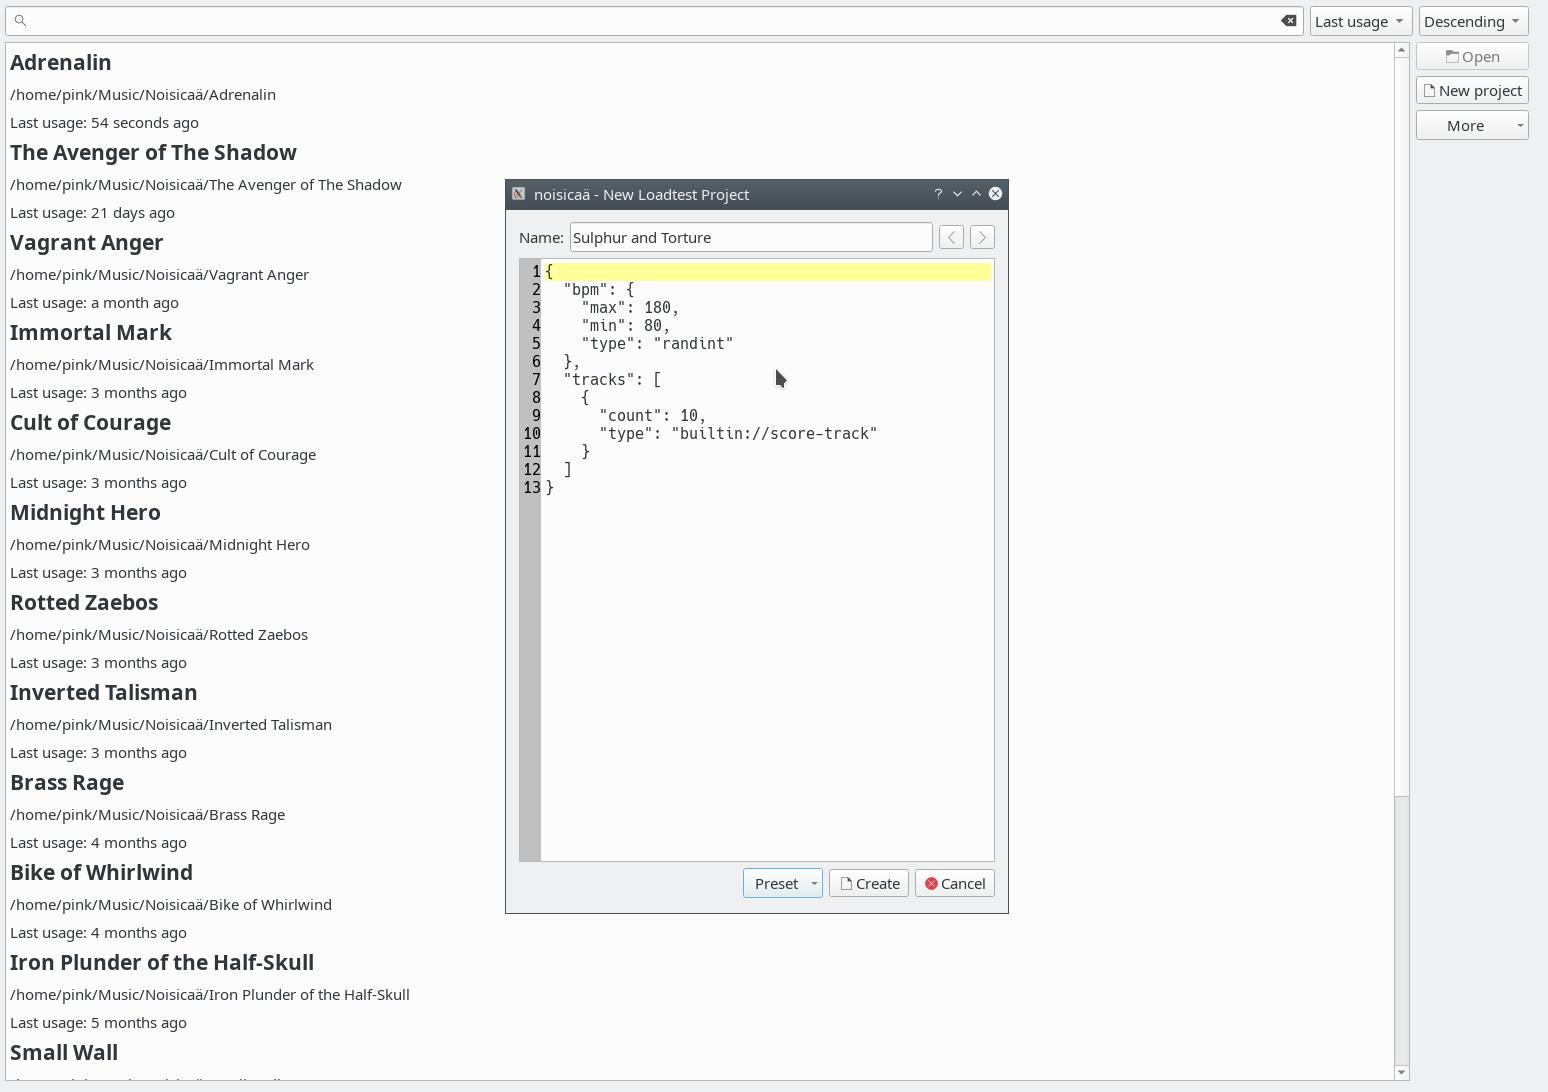 Last usage
Descending
Open
New project
More
Adrenalin
/home/pink/Music/Noisicaä/Adrenalin
Last usage: 54 seconds ago
The Avenger of The Shadow
/home/pink/Music/Noisicaä/The Avenger of The Shadow
Last usage: 21 days ago
Vagrant Anger
/home/pink/Music/Noisicaä/Vagrant Anger
Last usage: a month ago
Immortal Mark
/home/pink/Music/Noisicaä/Immortal Mark
Last usage: 3 months ago
Cult of Courage
/home/pink/Music/Noisicaä/Cult of Courage
Last usage: 3 months ago
Midnight Hero
/home/pink/Music/Noisicaä/Midnight Hero
Last usage: 3 months ago
Rotted Zaebos
/home/pink/Music/Noisicaä/Rotted Zaebos
Last usage: 3 months ago
Inverted Talisman
/home/pink/Music/Noisicaä/Inverted Talisman
Last usage: 3 months ago
Brass Rage
/home/pink/Music/Noisicaä/Brass Rage
Last usage: 4 months ago
Bike of Whirlwind
/home/pink/Music/Noisicaä/Bike of Whirlwind
Last usage: 4 months ago
Iron Plunder of the Half-Skull
/home/pink/Music/Noisicaä/Iron Plunder of the Half-Skull
Last usage: 5 months ago
Small Wall
noisicaä - New Loadtest Project
Name: Sulphur and Torture
1 {
2   "bpm": {
3     "max": 180,
4     "min": 80,
5     "type": "randint"
6   },
7   "tracks": [
8     {
9       "count": 10,
10       "type": "builtin://score-track"
11     }
12   ]
13 }
Preset
Create
Cancel